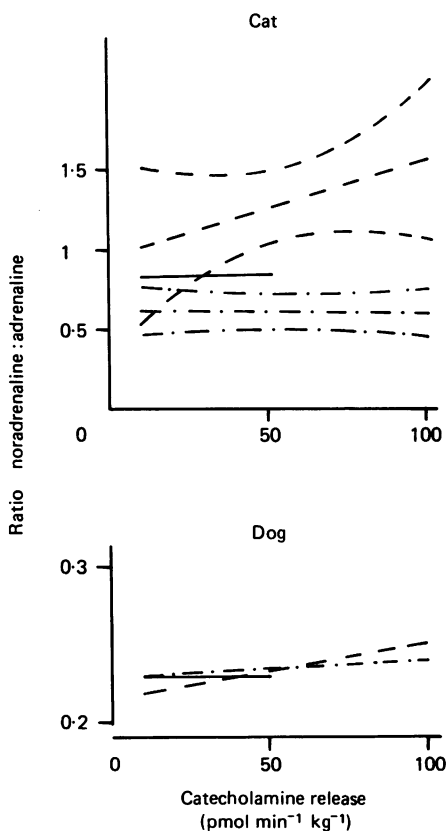 Cat
1·5
1
0·5
0
50
100
Ratio noradrenaline:adrenaline
Dog
0·3
0·2
0
50
100
Catecholamine release
(pmol min⁻¹ kg⁻¹)